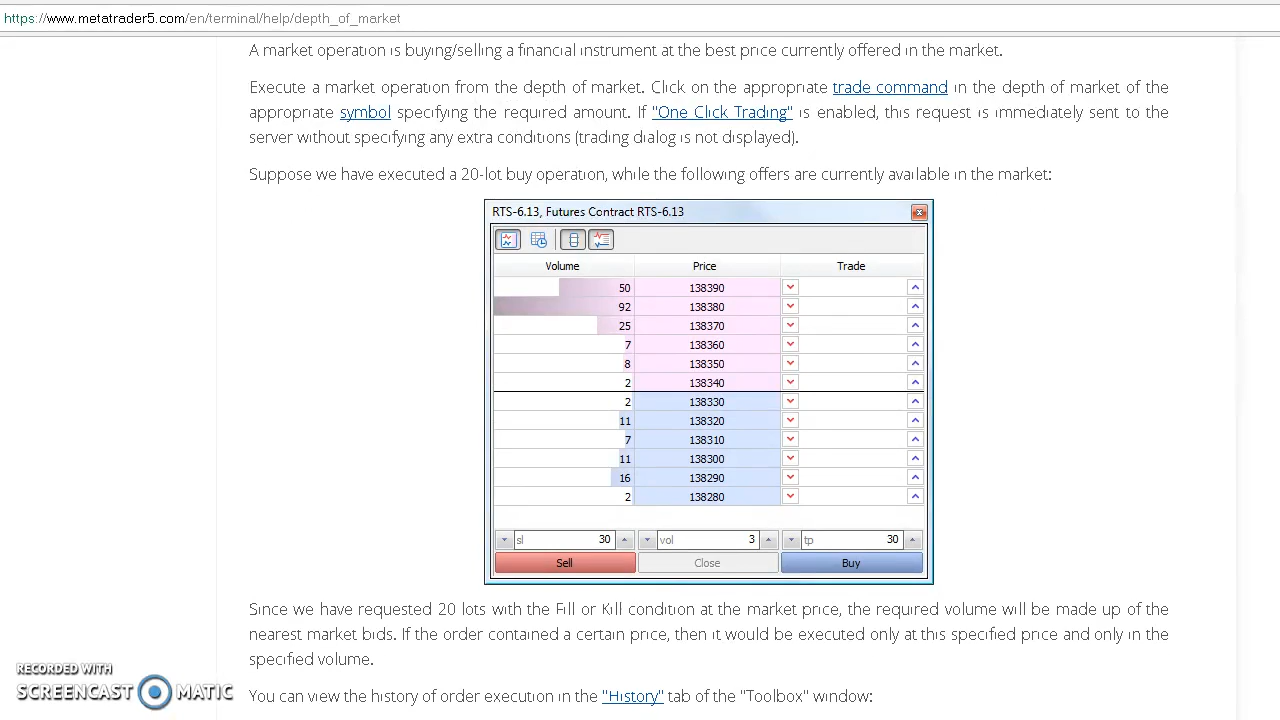 https://www.metatrader5.com/en/terminal/help/depth_of_market
A market operation is buying/selling a financial instrument at the best price currently offered in the market.
Execute a market operation from the depth of market. Click on the appropriate trade command in the depth of market of the
appropriate symbol specifying the required amount. If "One Click Trading" is enabled, this request is immediately sent to the
server without specifying any extra conditions (trading dialog is not displayed).
Suppose we have executed a 20-lot buy operation, while the following offers are currently available in the market:
RTS-6.13, Futures Contract RTS-6.13
Volume Price Trade
50 138390
92 138380
25 138370
7 138360
8 138350
2 138340
2 138330
11 138320
7 138310
11 138300
16 138290
2 138280
sl 30 vol 3 tp 30
Sell Close Buy
Since we have requested 20 lots with the Fill or Kill condition at the market price, the required volume will be made up of the
nearest market bids. If the order contained a certain price, then it would be executed only at this specified price and only in the
specified volume.
You can view the history of order execution in the "History" tab of the "Toolbox" window:
RECORDED WITH
SCREENCAST MATIC